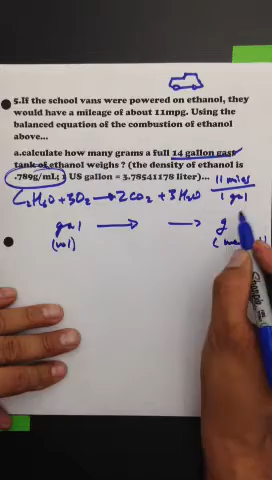 5.If the school vans were powered on ethanol, they
would have a mileage of about 11mpg. Using the
balanced equation of the combustion of ethanol
above...
a.calculate how many grams a full 14 gallon gas
tank of ethanol weighs? (the density of ethanol is
.789g/mL; 1 US gallon = 3.78541178 liter)...
11 miles
1 gal
C₂H₆O + 3O₂ → 2CO₂ + 3H₂O
gal → → g
(vol) (